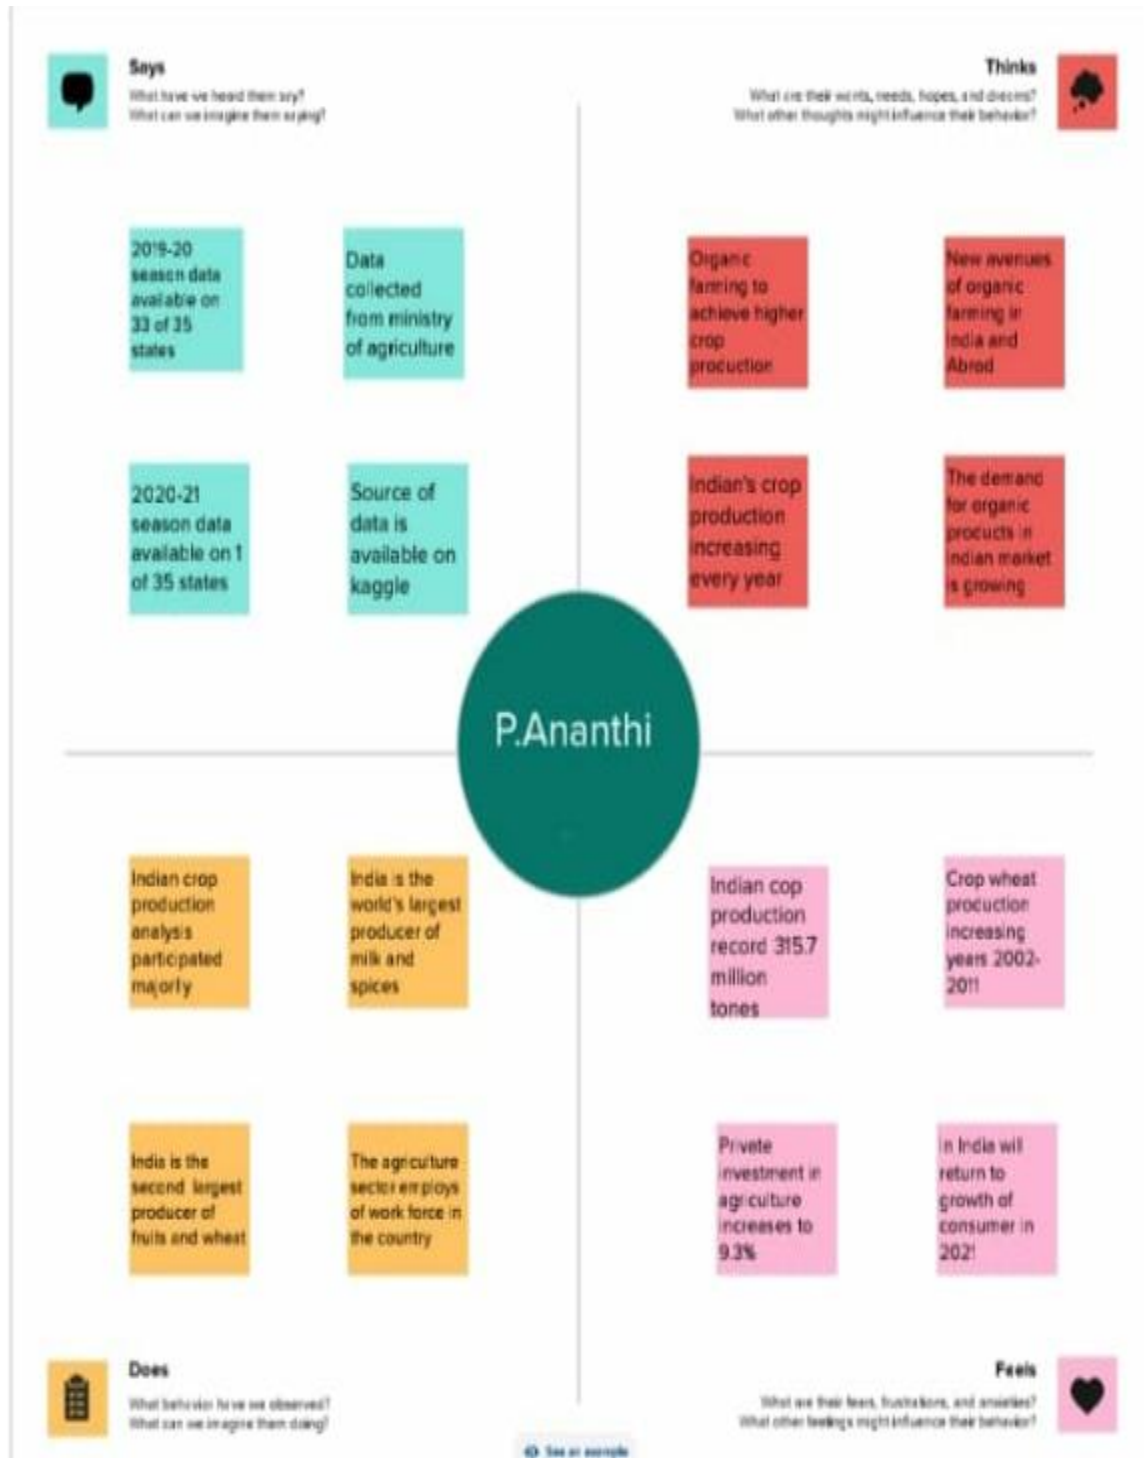 Says
What have we heard them say?
What can we imagine them saying?
Thinks
What are their wants, needs, hopes, and dreams?
What other thoughts might influence their behavior?
2019-20
season data
available on
33 of 35
states
Data
collected
from ministry
of agriculture
Organic
farming to
achieve higher
crop
production
New avenues
of organic
farming in
India and
Abrod
2020-21
season data
available on 1
of 35 states
Source of
data is
available on
kaggle
Indian's crop
production
increasing
every year
The demand
for organic
products in
Indian market
is growing
P.Ananthi
Indian crop
production
analysis
participated
majorly
India is the
world's largest
producer of
milk and
spices
Indian cop
production
record 315.7
million
tones
Crop wheat
production
increasing
years 2002-
2011
India is the
second largest
producer of
fruits and wheat
The agriculture
sector employs
of work force in
the country
Private
investment in
agriculture
increases to
9.3%
In India will
return to
growth of
consumer in
2021
Does
What behavior have we observed?
What can we imagine them doing?
Feels
What are their fears, frustrations, and anxieties?
What other feelings might influence their behavior?
See an example